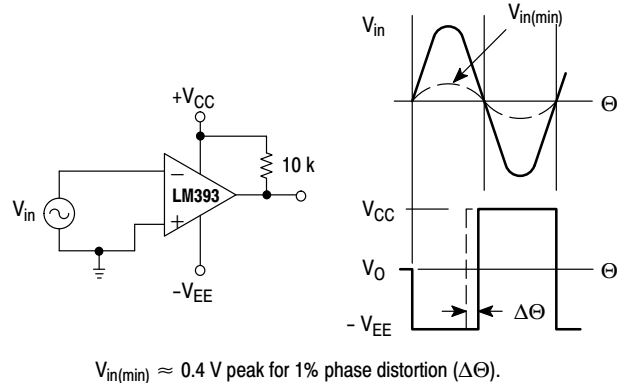 V_in
V_in(min)
Θ
+V_CC
10 k
LM393
−
+
V_in
−V_EE
V_CC
V_O
Θ
− V_EE
ΔΘ
V_in(min) ≈ 0.4 V peak for 1% phase distortion (ΔΘ).